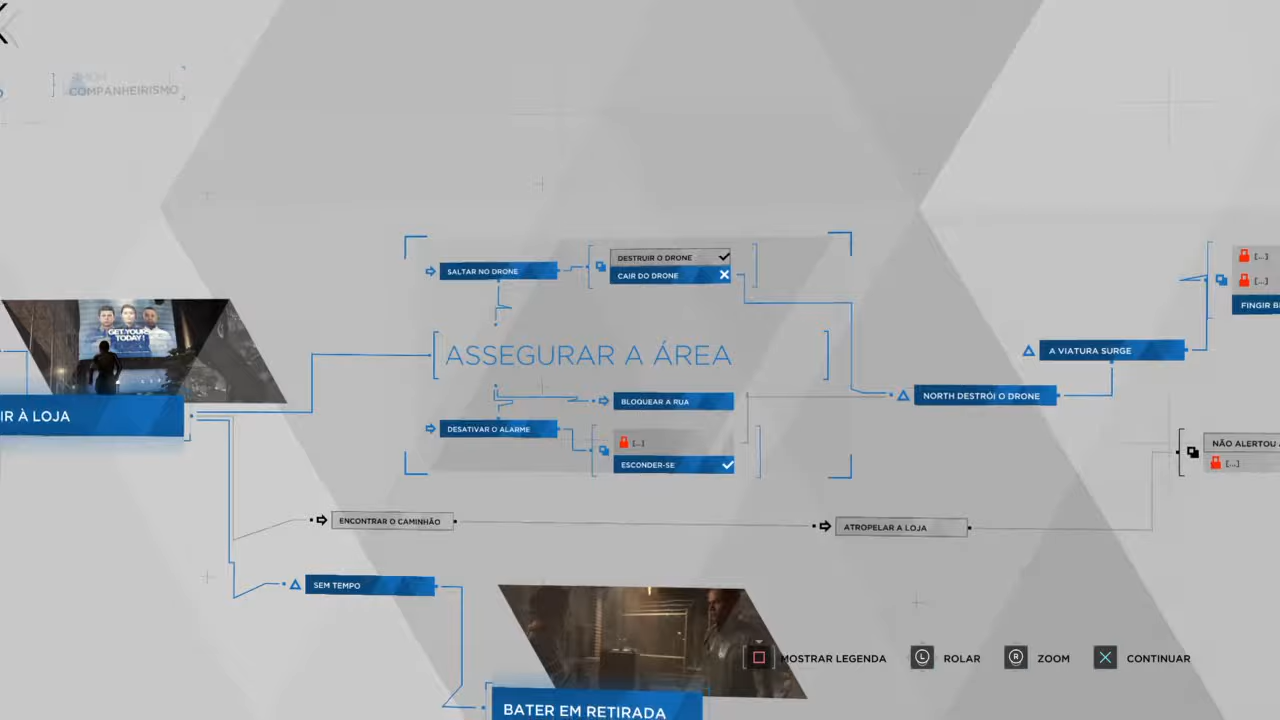 COMPANHEIRISMO
SALTAR NO DRONE
DESTRUIR O DRONE
CAIR DO DRONE
[...]
[...]
FINGIR B
GET YOURS
TODAY!
ASSEGURAR A ÁREA
A VIATURA SURGE
IR À LOJA
BLOQUEAR A RUA
NORTH DESTRÓI O DRONE
DESATIVAR O ALARME
[...]
ESCONDER-SE
NÃO ALERTOU
[...]
ENCONTRAR O CAMINHÃO
ATROPELAR A LOJA
SEM TEMPO
BATER EM RETIRADA
MOSTRAR LEGENDA
L ROLAR
R ZOOM
CONTINUAR